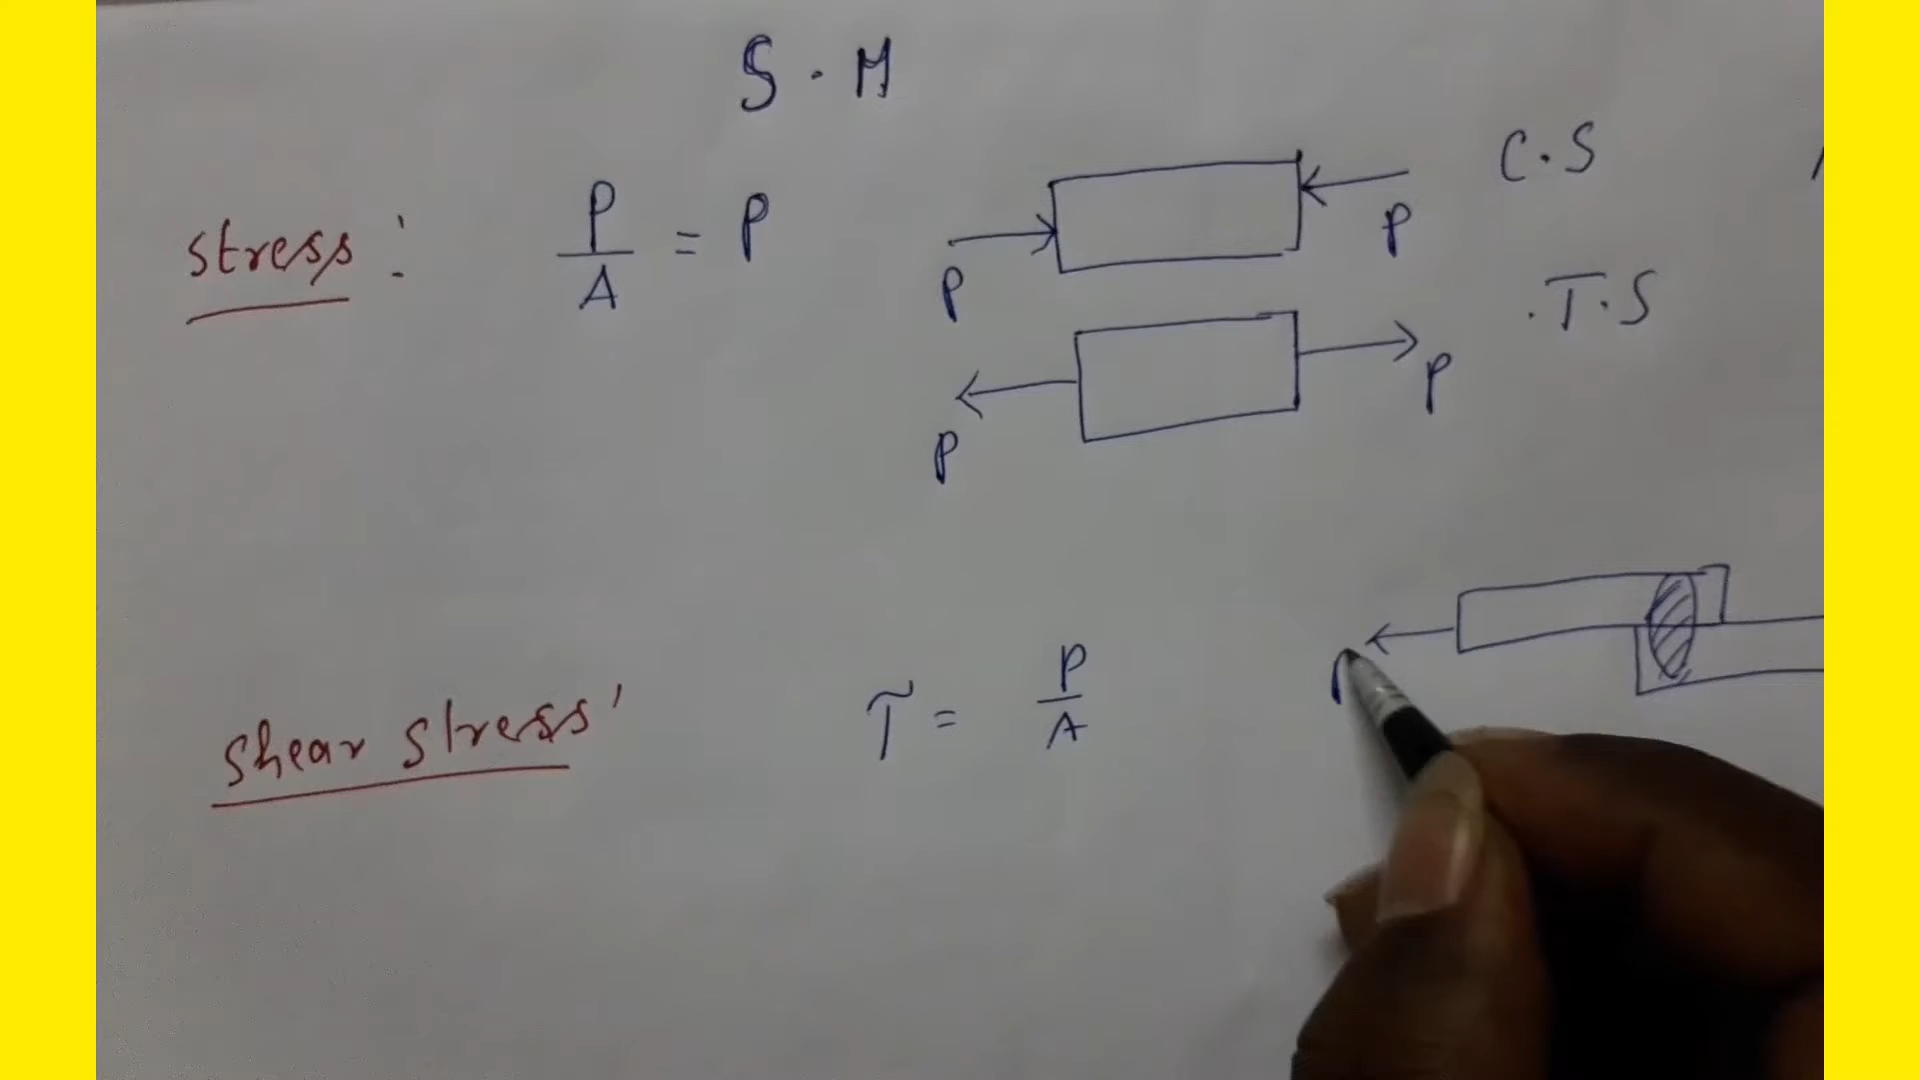 S.M
stress: P/A = P
P P C.S
P P T.S
shear stress' τ = P/A